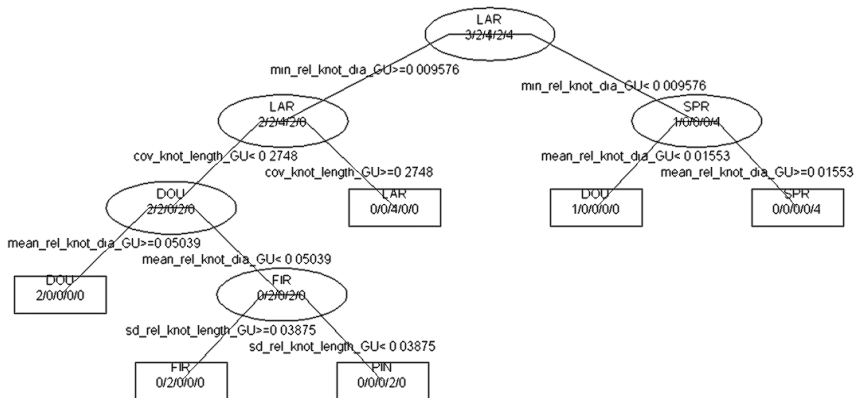 LAR
3/2/4/2/4
min_rel_knot_dia_GU>=0 009576
min_rel_knot_dia_GU< 0 009576
LAR
2/2/4/2/0
SPR
1/0/0/0/4
cov_knot_length_GU< 0 2748
cov_knot_length_GU>=0 2748
mean_rel_knot_dia_GU< 0 01553
mean_rel_knot_dia_GU>=0 01553
DOU
2/2/0/2/0
LAR
0/0/4/0/0
DOU
1/0/0/0/0
SPR
0/0/0/0/4
mean_rel_knot_dia_GU>=0 05039
mean_rel_knot_dia_GU< 0 05039
DOU
2/0/0/0/0
FIR
0/2/0/2/0
sd_rel_knot_length_GU>=0 03875
sd_rel_knot_length_GU< 0 03875
FIR
0/2/0/0/0
PIN
0/0/0/2/0